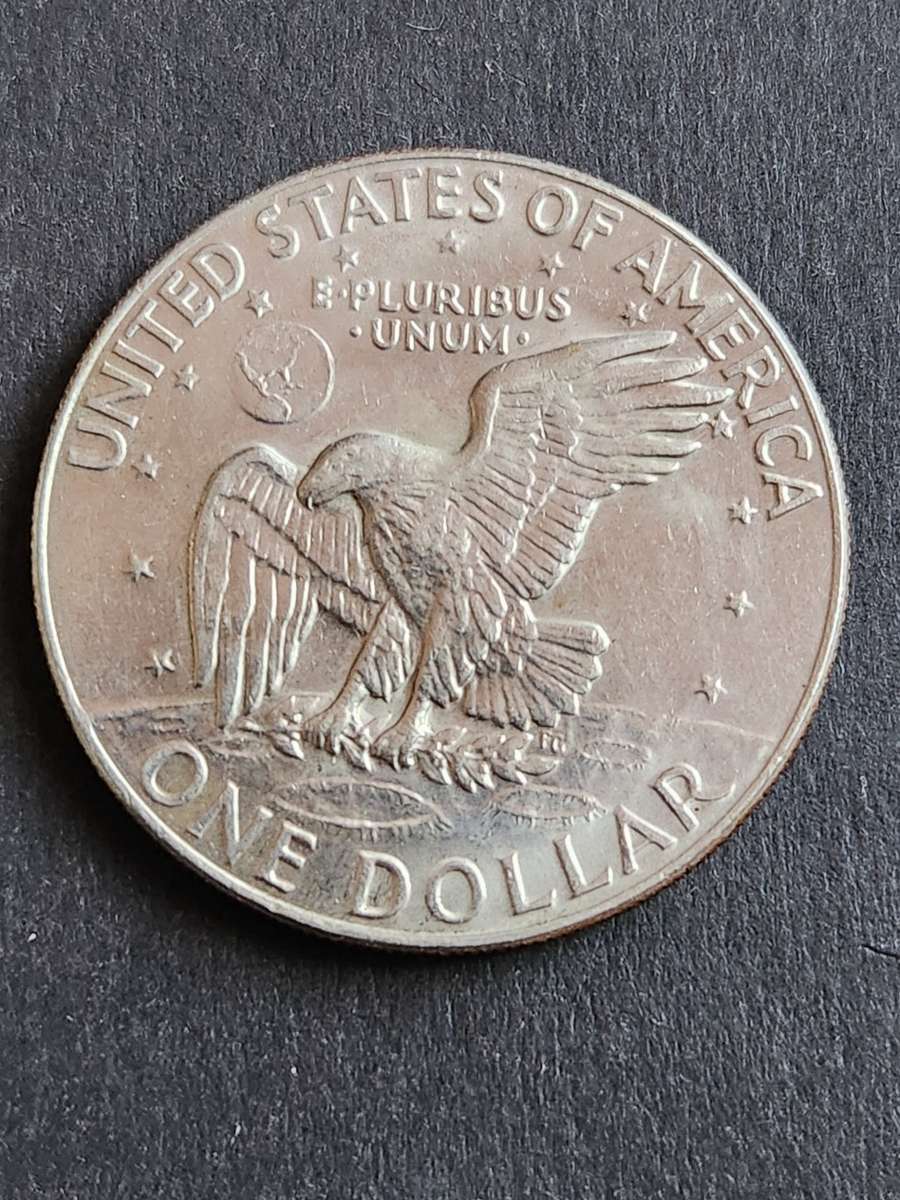 UNITED STATES OF AMERICA
E·PLURIBUS
·UNUM·
ONE DOLLAR